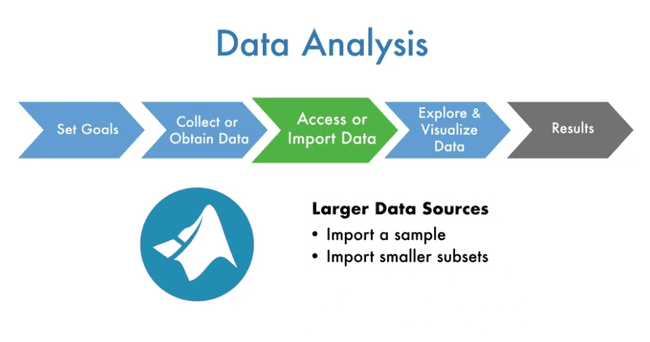 Data Analysis
Set Goals
Collect or
Obtain Data
Access or
Import Data
Explore &
Visualize
Data
Results
Larger Data Sources
• Import a sample
• Import smaller subsets